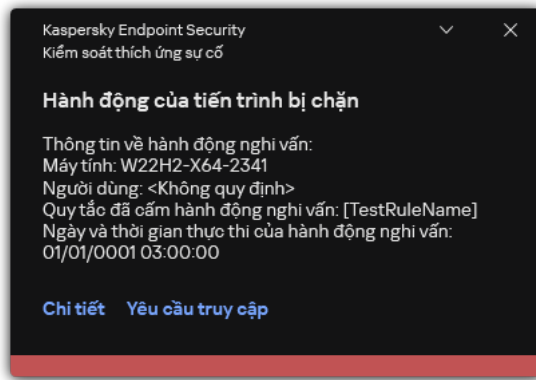 Kaspersky Endpoint Security
Kiểm soát thích ứng sự cố
Hành động của tiến trình bị chặn
Thông tin về hành động nghi vấn:
Máy tính: W22H2-X64-2341
Người dùng: <Không quy định>
Quy tắc đã cấm hành động nghi vấn: [TestRuleName]
Ngày và thời gian thực thi của hành động nghi vấn:
01/01/0001 03:00:00
Chi tiết Yêu cầu truy cập